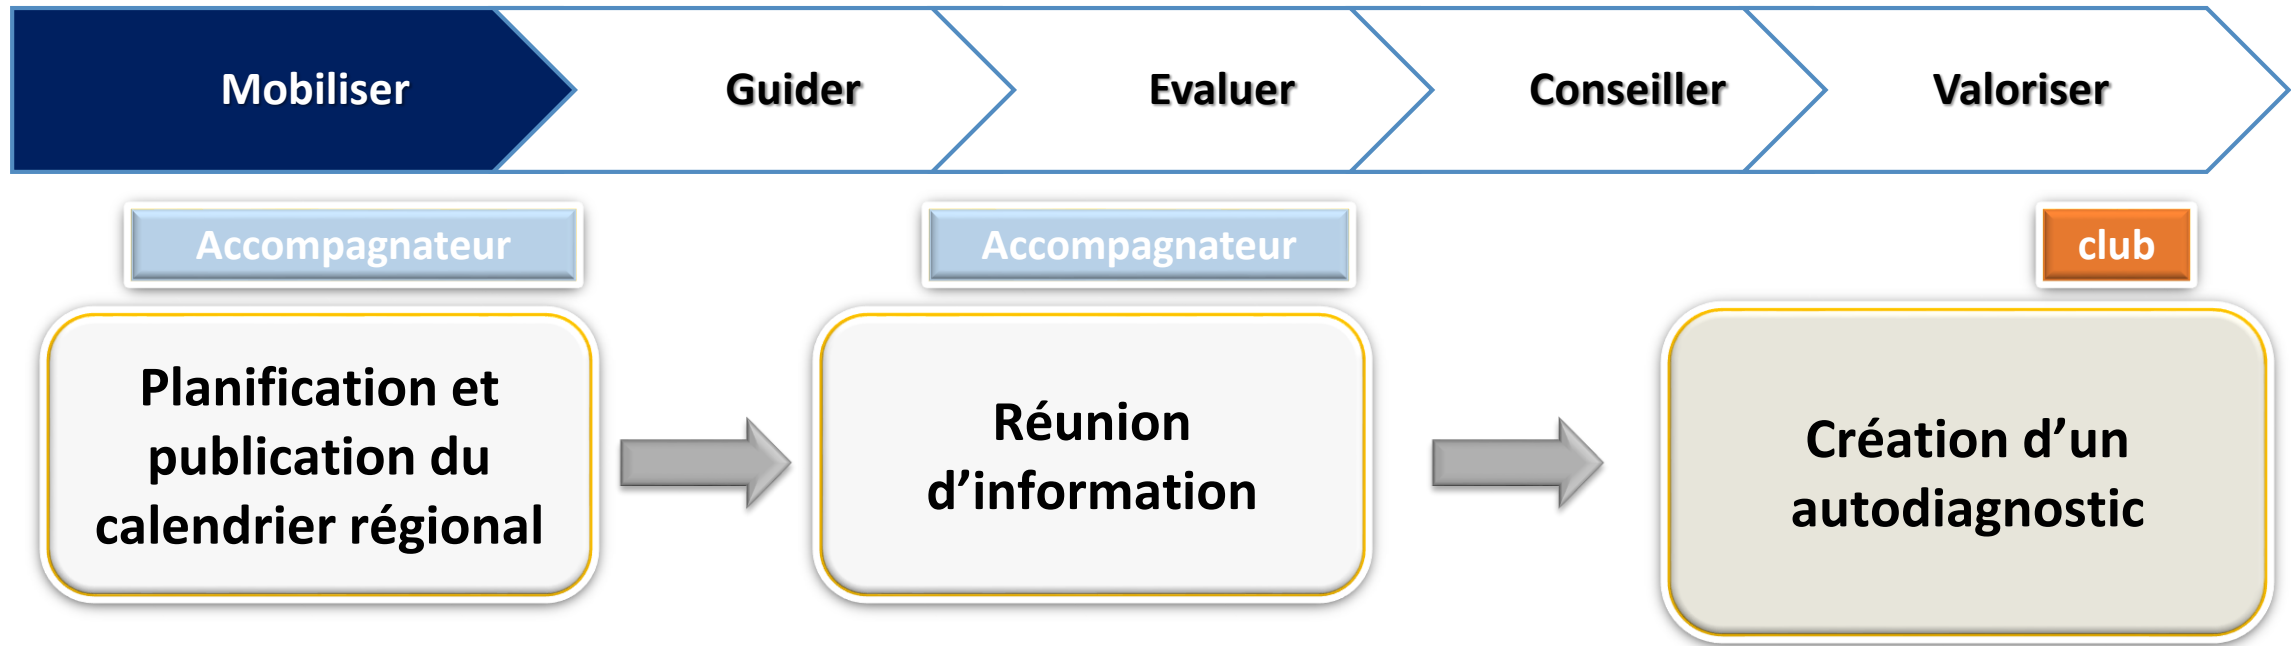 Mobiliser
Guider
Evaluer
Conseiller
Valoriser
Accompagnateur
Accompagnateur
club
Planification et
publication du
calendrier régional
Réunion
d’information
Création d’un
autodiagnostic